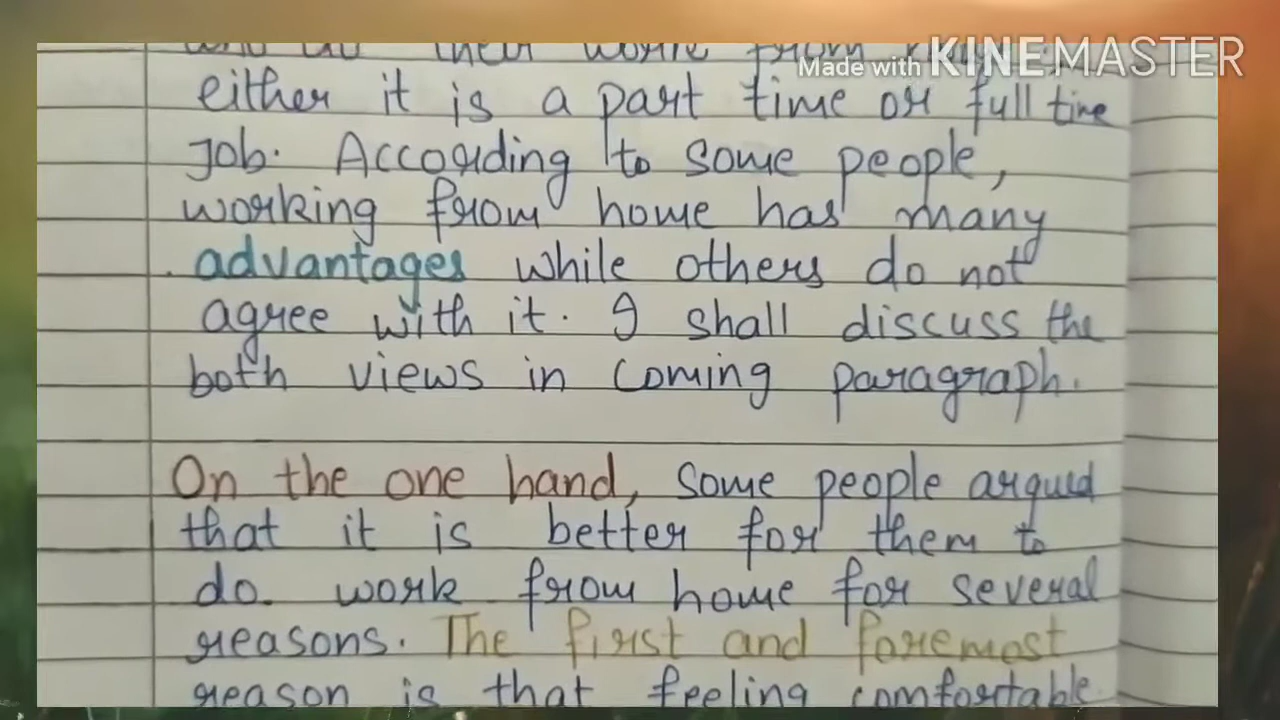 Made with KINEMASTER
their work from
either it is a part time or full time
Job. According to some people,
working from home has many
advantages while others do not
agree with it. I shall discuss the
both views in coming paragraph.
On the one hand, some people argued
that it is better for them to
do work from home for several
reasons. The first and foremost
reason is that feeling comfortable